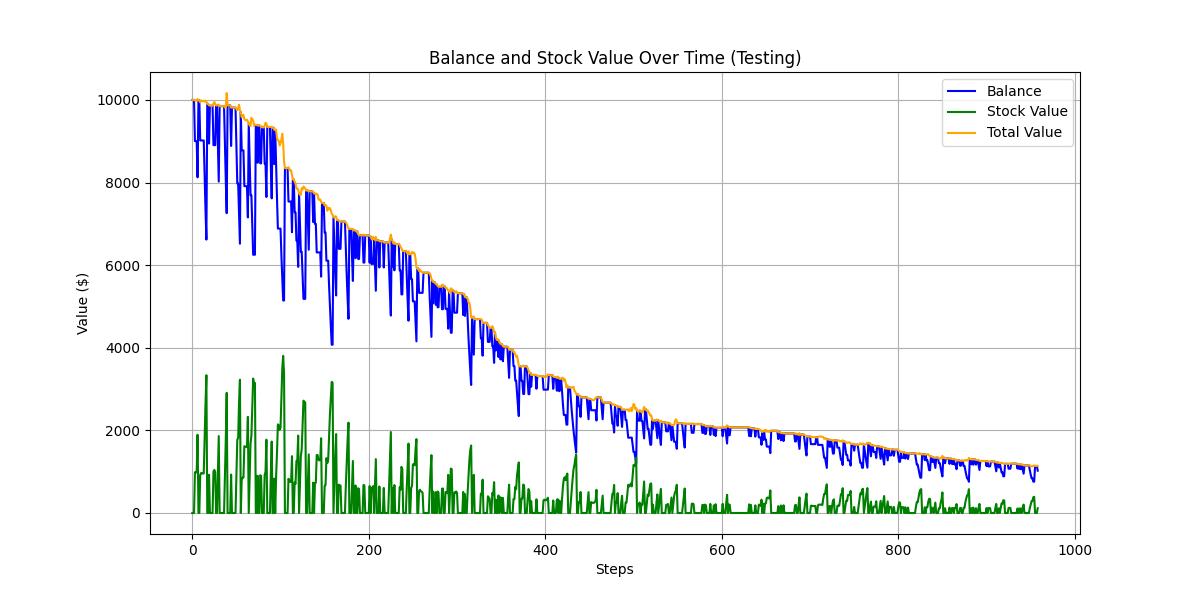 Balance and Stock Value Over Time (Testing)
Balance
Stock Value
Total Value
Value ($)
10000
8000
6000
4000
2000
0
0 200 400 600 800 1000
Steps